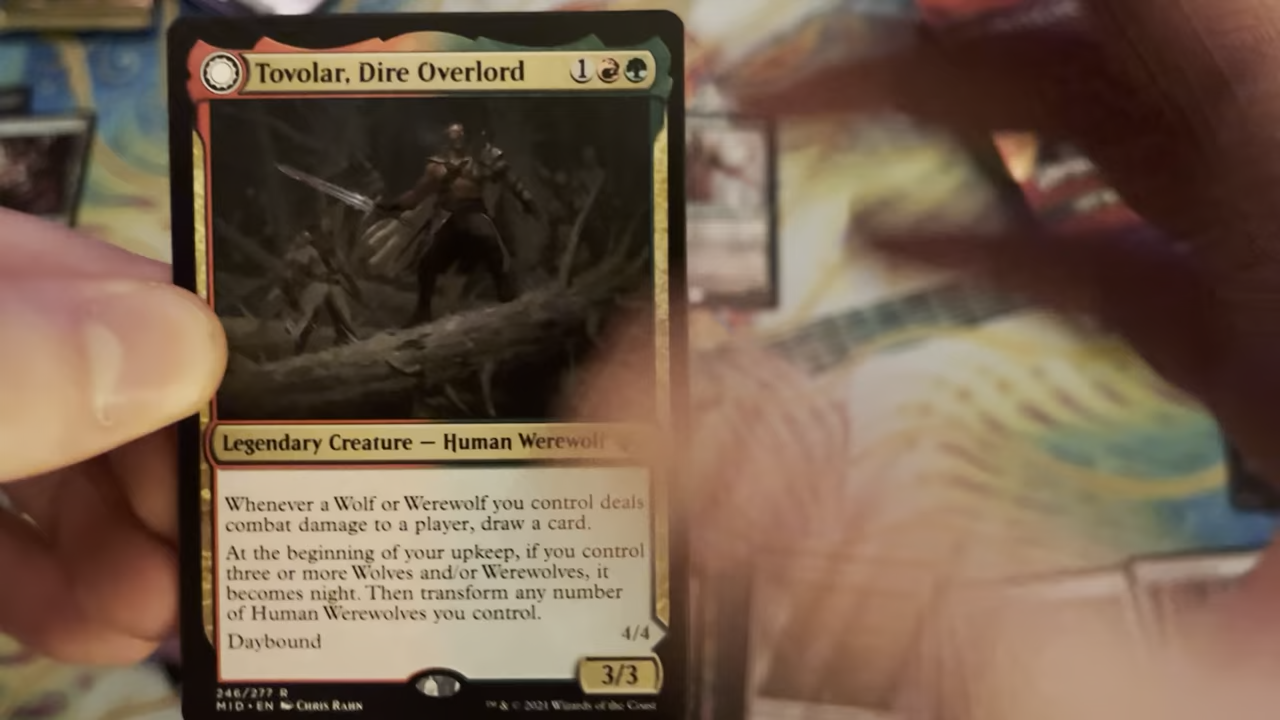 Tovolar, Dire Overlord 1
Legendary Creature — Human Werewolf
Whenever a Wolf or Werewolf you control deals
combat damage to a player, draw a card.
At the beginning of your upkeep, if you control
three or more Wolves and/or Werewolves, it
becomes night. Then transform any number
of Human Werewolves you control.
Daybound
4/4
3/3
246/277 R
MID • EN Chris Rahn
™ & © 2021 Wizards of the Coast